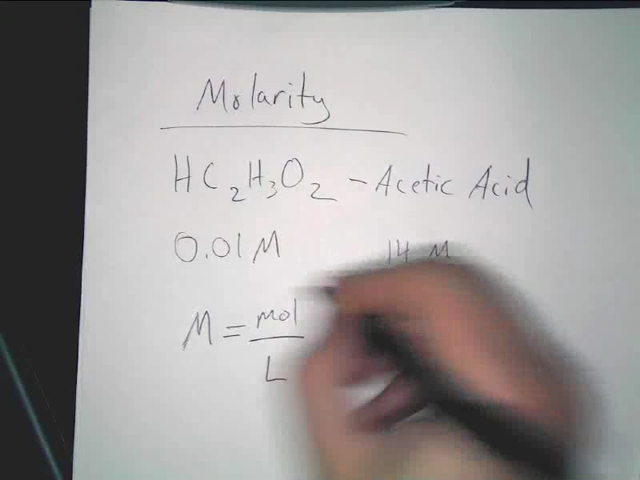 Molarity
HC₂H₃O₂ - Acetic Acid
0.01 M 14 M
M = mol
L